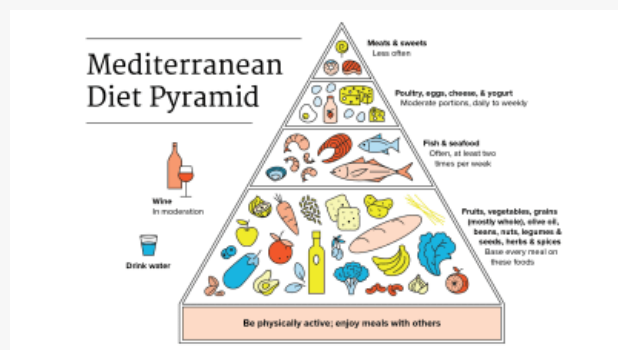 Mediterranean
Diet Pyramid
Meats & sweets
Less often
Poultry, eggs, cheese, & yogurt
Moderate portions, daily to weekly
Fish & seafood
Often, at least two
times per week
Wine
In moderation
Fruits, vegetables, grains
(mostly whole), olive oil,
beans, nuts, legumes &
seeds, herbs & spices
Base every meal on
these foods
Drink water
Be physically active; enjoy meals with others